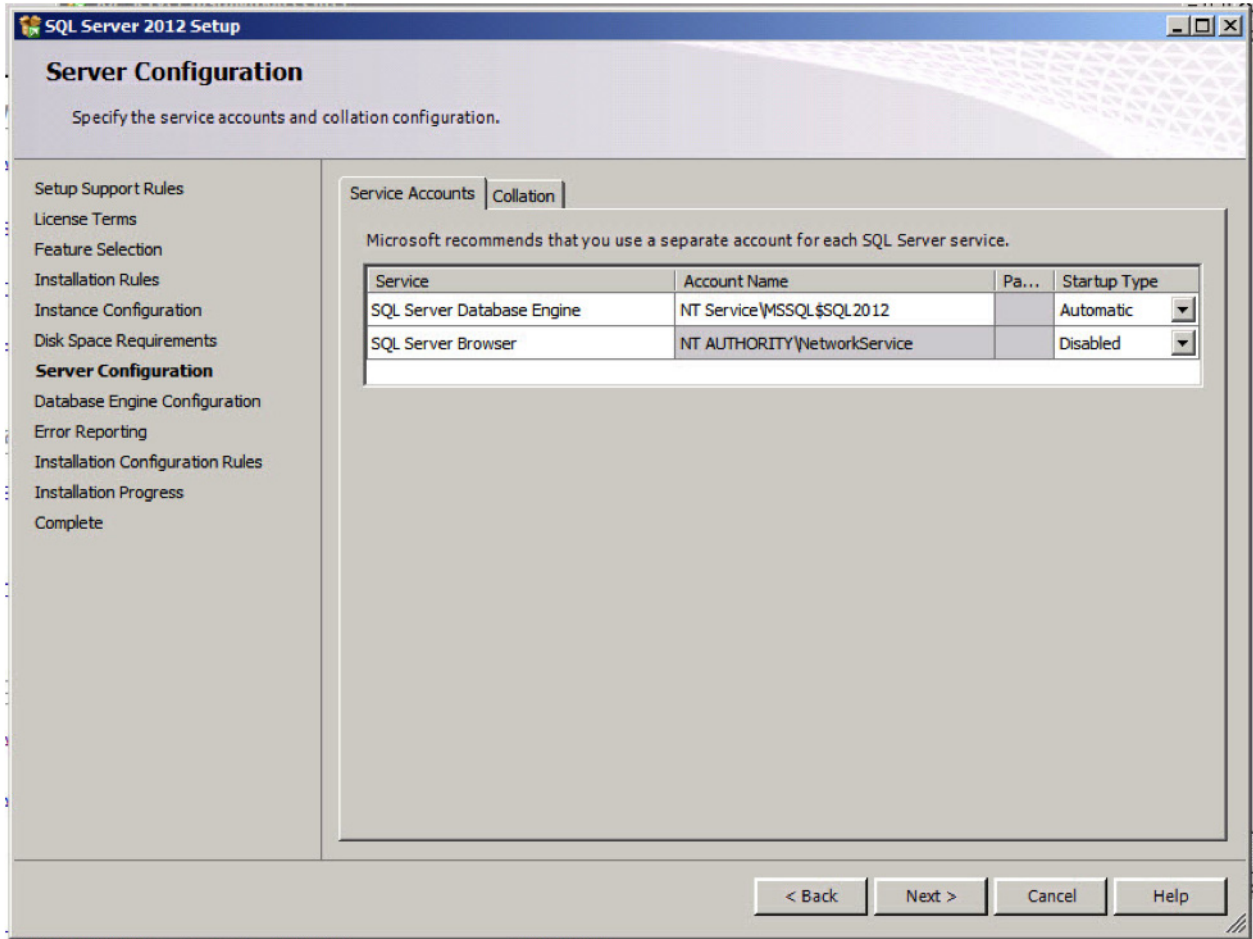 SQL Server 2012 Setup
Server Configuration
Specify the service accounts and collation configuration.
Setup Support Rules
License Terms
Feature Selection
Installation Rules
Instance Configuration
Disk Space Requirements
Server Configuration
Database Engine Configuration
Error Reporting
Installation Configuration Rules
Installation Progress
Complete
Service Accounts Collation
Microsoft recommends that you use a separate account for each SQL Server service.
Service Account Name Pa... Startup Type
SQL Server Database Engine NT Service\MSSQL$SQL2012 Automatic
SQL Server Browser NT AUTHORITY\NetworkService Disabled
< Back Next > Cancel Help